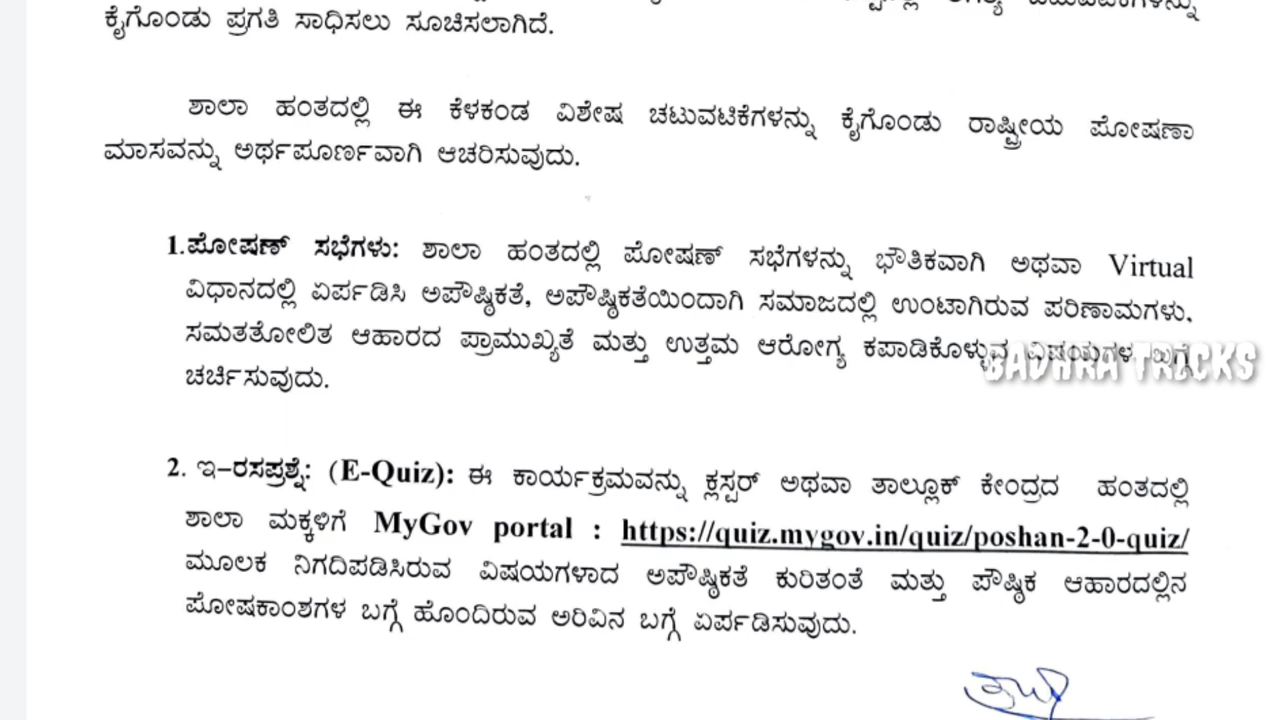 ಕೈಗೊಂಡು ಪ್ರಗತಿ ಸಾಧಿಸಲು ಸೂಚಿಸಲಾಗಿದೆ.
ಶಾಲಾ ಹಂತದಲ್ಲಿ ಈ ಕೆಳಕಂಡ ವಿಶೇಷ ಚಟುವಟಿಕೆಗಳನ್ನು ಕೈಗೊಂಡು ರಾಷ್ಟ್ರೀಯ ಪೋಷಣಾ
ಮಾಸವನ್ನು ಅರ್ಥಪೂರ್ಣವಾಗಿ ಆಚರಿಸುವುದು.
1.ಪೋಷಣ್ ಸಭೆಗಳು: ಶಾಲಾ ಹಂತದಲ್ಲಿ ಪೋಷಣ್ ಸಭೆಗಳನ್ನು ಭೌತಿಕವಾಗಿ ಅಥವಾ Virtual
ವಿಧಾನದಲ್ಲಿ ಏರ್ಪಡಿಸಿ ಅಪೌಷ್ಠಿಕತೆ, ಅಪೌಷ್ಠಿಕತೆಯಿಂದಾಗಿ ಸಮಾಜದಲ್ಲಿ ಉಂಟಾಗಿರುವ ಪರಿಣಾಮಗಳು,
ಸಮತತೋಲಿತ ಆಹಾರದ ಪ್ರಾಮುಖ್ಯತೆ ಮತ್ತು ಉತ್ತಮ ಆರೋಗ್ಯ ಕಪಾಡಿಕೊಳ್ಳುವ ವಿಷಯಗಳ ಬಗ್ಗೆ
BADHRA TRICKS
ಚರ್ಚಿಸುವುದು.
2. ಇ-ರಸಪ್ರಶ್ನೆ: (E-Quiz): ಈ ಕಾರ್ಯಕ್ರಮವನ್ನು ಕ್ಲಸ್ಪರ್ ಅಥವಾ ತಾಲ್ಲೂಕ್ ಕೇಂದ್ರದ ಹಂತದಲ್ಲಿ
ಶಾಲಾ ಮಕ್ಕಳಿಗೆ MyGov portal : https://quiz.mygov.in/quiz/poshan-2-0-quiz/
ಮೂಲಕ ನಿಗದಿಪಡಿಸಿರುವ ವಿಷಯಗಳಾದ ಅಪೌಷ್ಠಿಕತೆ ಕುರಿತಂತೆ ಮತ್ತು ಪೌಷ್ಠಿಕ ಆಹಾರದಲ್ಲಿನ
ಪೋಷಕಾಂಶಗಳ ಬಗ್ಗೆ ಹೊಂದಿರುವ ಅರಿವಿನ ಬಗ್ಗೆ ಏರ್ಪಡಿಸುವುದು.